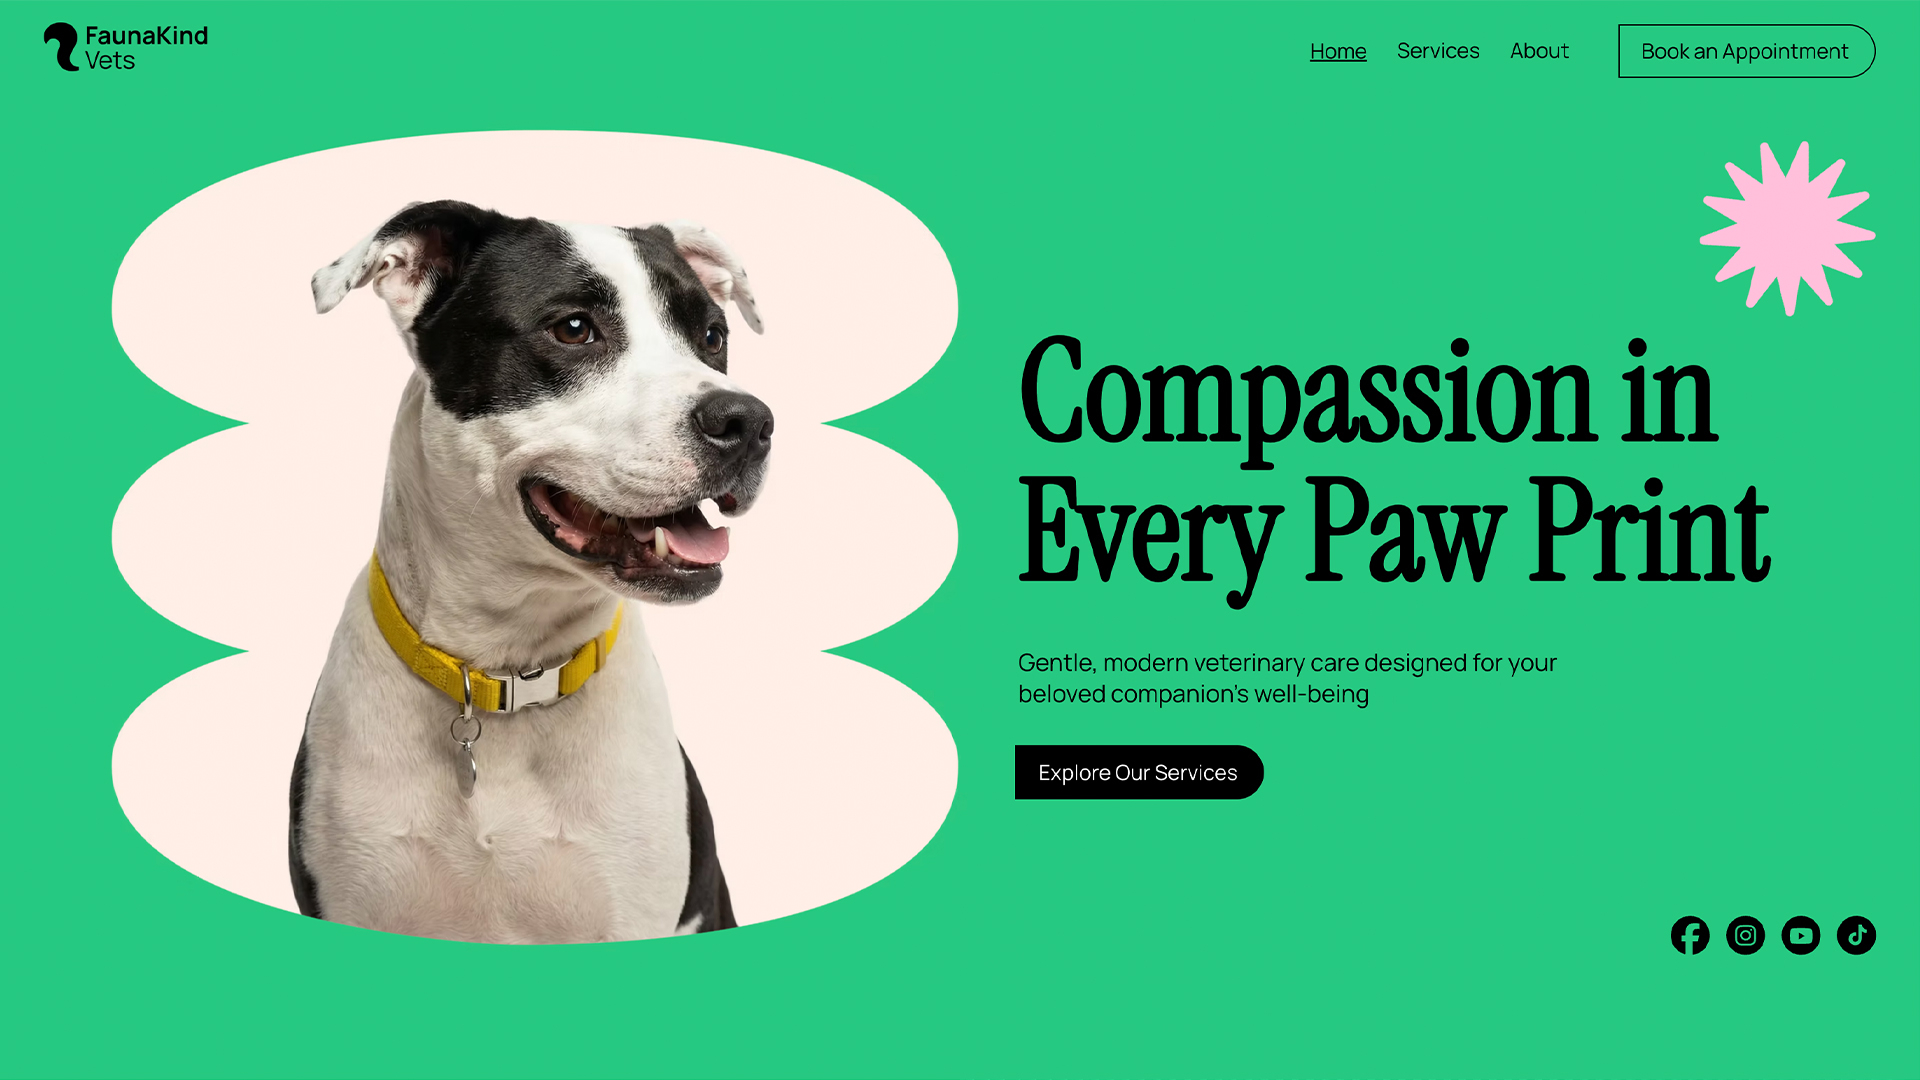 FaunaKind
Vets
Home
Services
About
Book an Appointment
Compassion in
Every Paw Print
Gentle, modern veterinary care designed for your
beloved companion's well-being
Explore Our Services